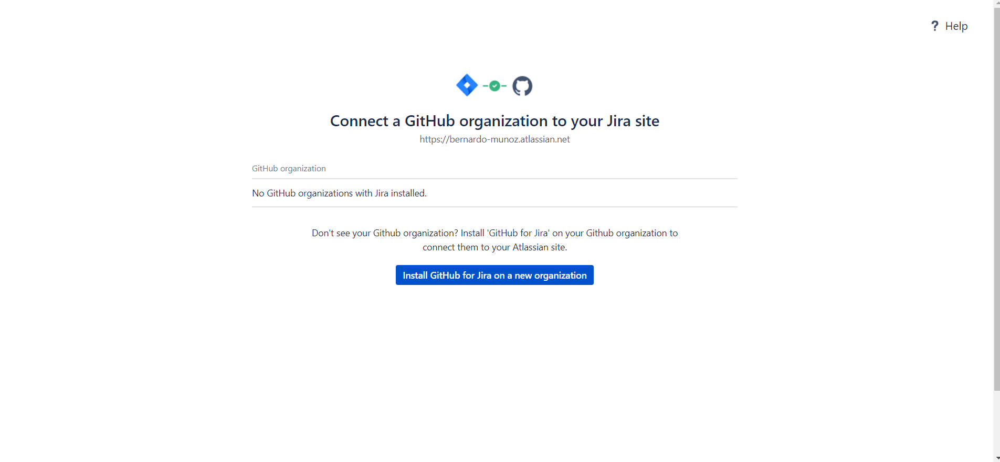 ? Help
Connect a GitHub organization to your Jira site
https://bernardo-munoz.atlassian.net
GitHub organization
No GitHub organizations with Jira installed.
Don't see your Github organization? Install 'GitHub for Jira' on your Github organization to
connect them to your Atlassian site.
Install GitHub for Jira on a new organization